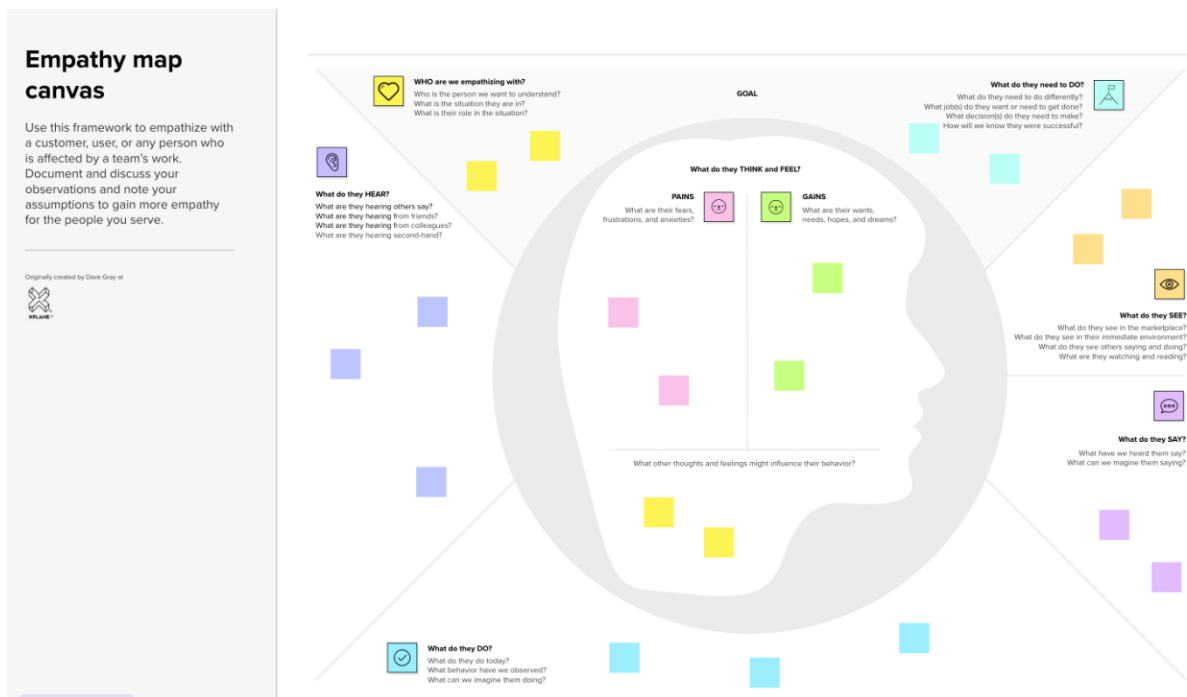 Empathy map
canvas
Use this framework to empathize with
a customer, user, or any person who
is affected by a team's work.
Document and discuss your
observations and note your
assumptions to gain more empathy
for the people you serve.
Originally created by Dave Gray at
XPLANE
WHO are we empathizing with?
Who is the person we want to understand?
What is the situation they are in?
What is their role in the situation?
GOAL
What do they need to DO?
What do they need to do differently?
What job(s) do they want or need to get done?
What decision(s) do they need to make?
How will we know they were successful?
What do they HEAR?
What are they hearing others say?
What are they hearing from friends?
What are they hearing from colleagues?
What are they hearing second-hand?
What do they THINK and FEEL?
PAINS
What are their fears,
frustrations, and anxieties?
GAINS
What are their wants,
needs, hopes, and dreams?
What do they SEE?
What do they see in the marketplace?
What do they see in their immediate environment?
What do they see others saying and doing?
What are they watching and reading?
What do they SAY?
What have we heard them say?
What can we magine them saying?
What other thoughts and feelings might influence their behavior?
What do they DO?
What do they do today?
What behavior have we observed?
What can we imagine them doing?